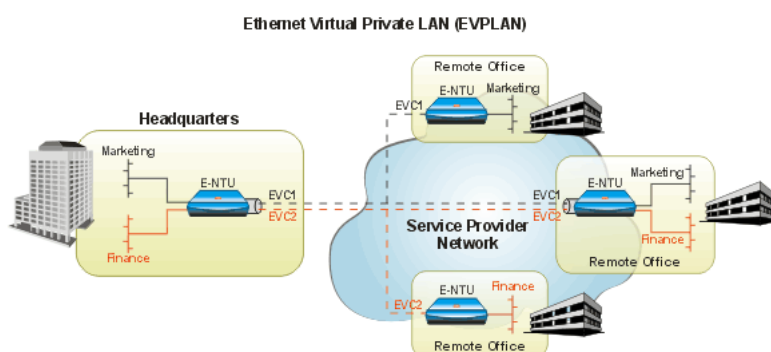 Ethernet Virtual Private LAN (EVPLAN)
Remote Office
E-NTU
Marketing
EVC1
Headquarters
Marketing
E-NTU
EVC1
EVC2
Finance
Service Provider
Network
EVC1
EVC2
E-NTU
Marketing
Finance
Remote Office
E-NTU
Finance
EVC2
Remote Office